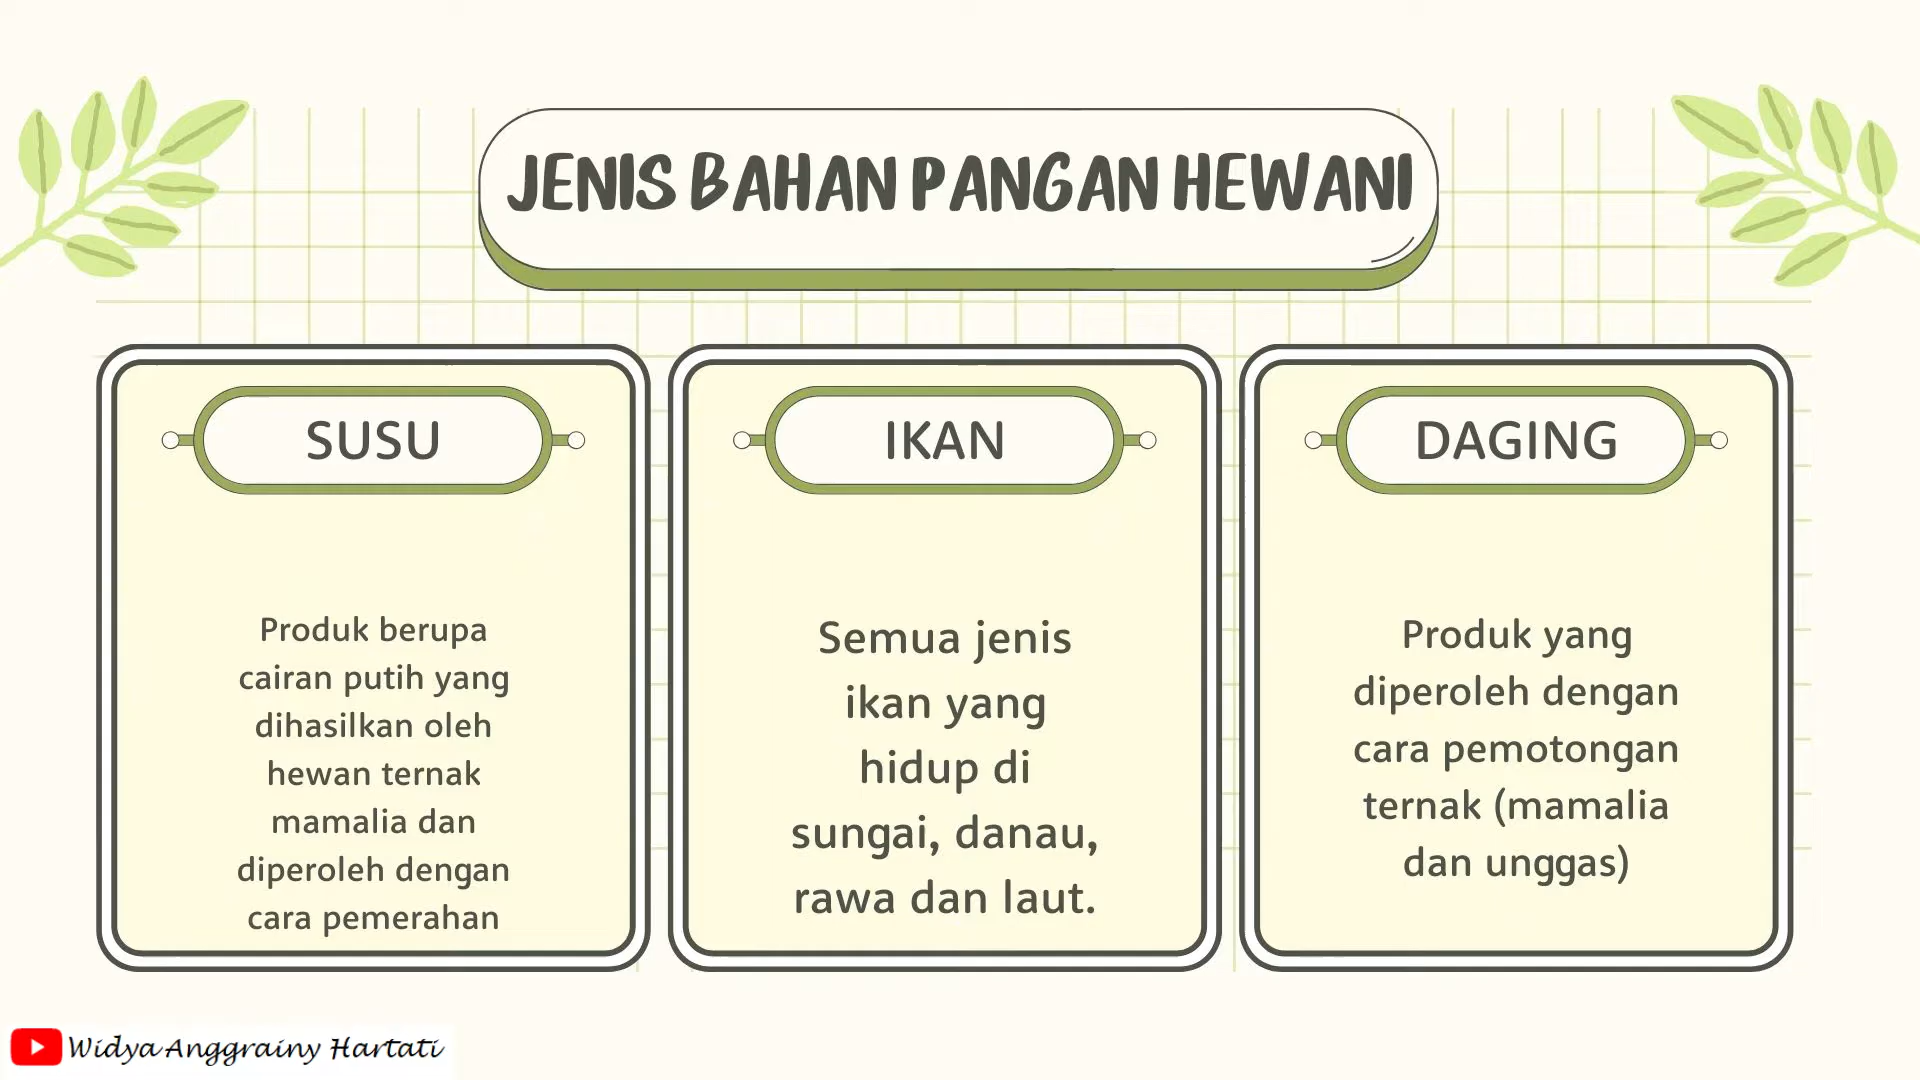 JENIS BAHAN PANGAN HEWANI
SUSU
Produk berupa
cairan putih yang
dihasilkan oleh
hewan ternak
mamalia dan
diperoleh dengan
cara pemerahan
IKAN
Semua jenis
ikan yang
hidup di
sungai, danau,
rawa dan laut.
DAGING
Produk yang
diperoleh dengan
cara pemotongan
ternak (mamalia
dan unggas)
Widya Anggrainy Hartati